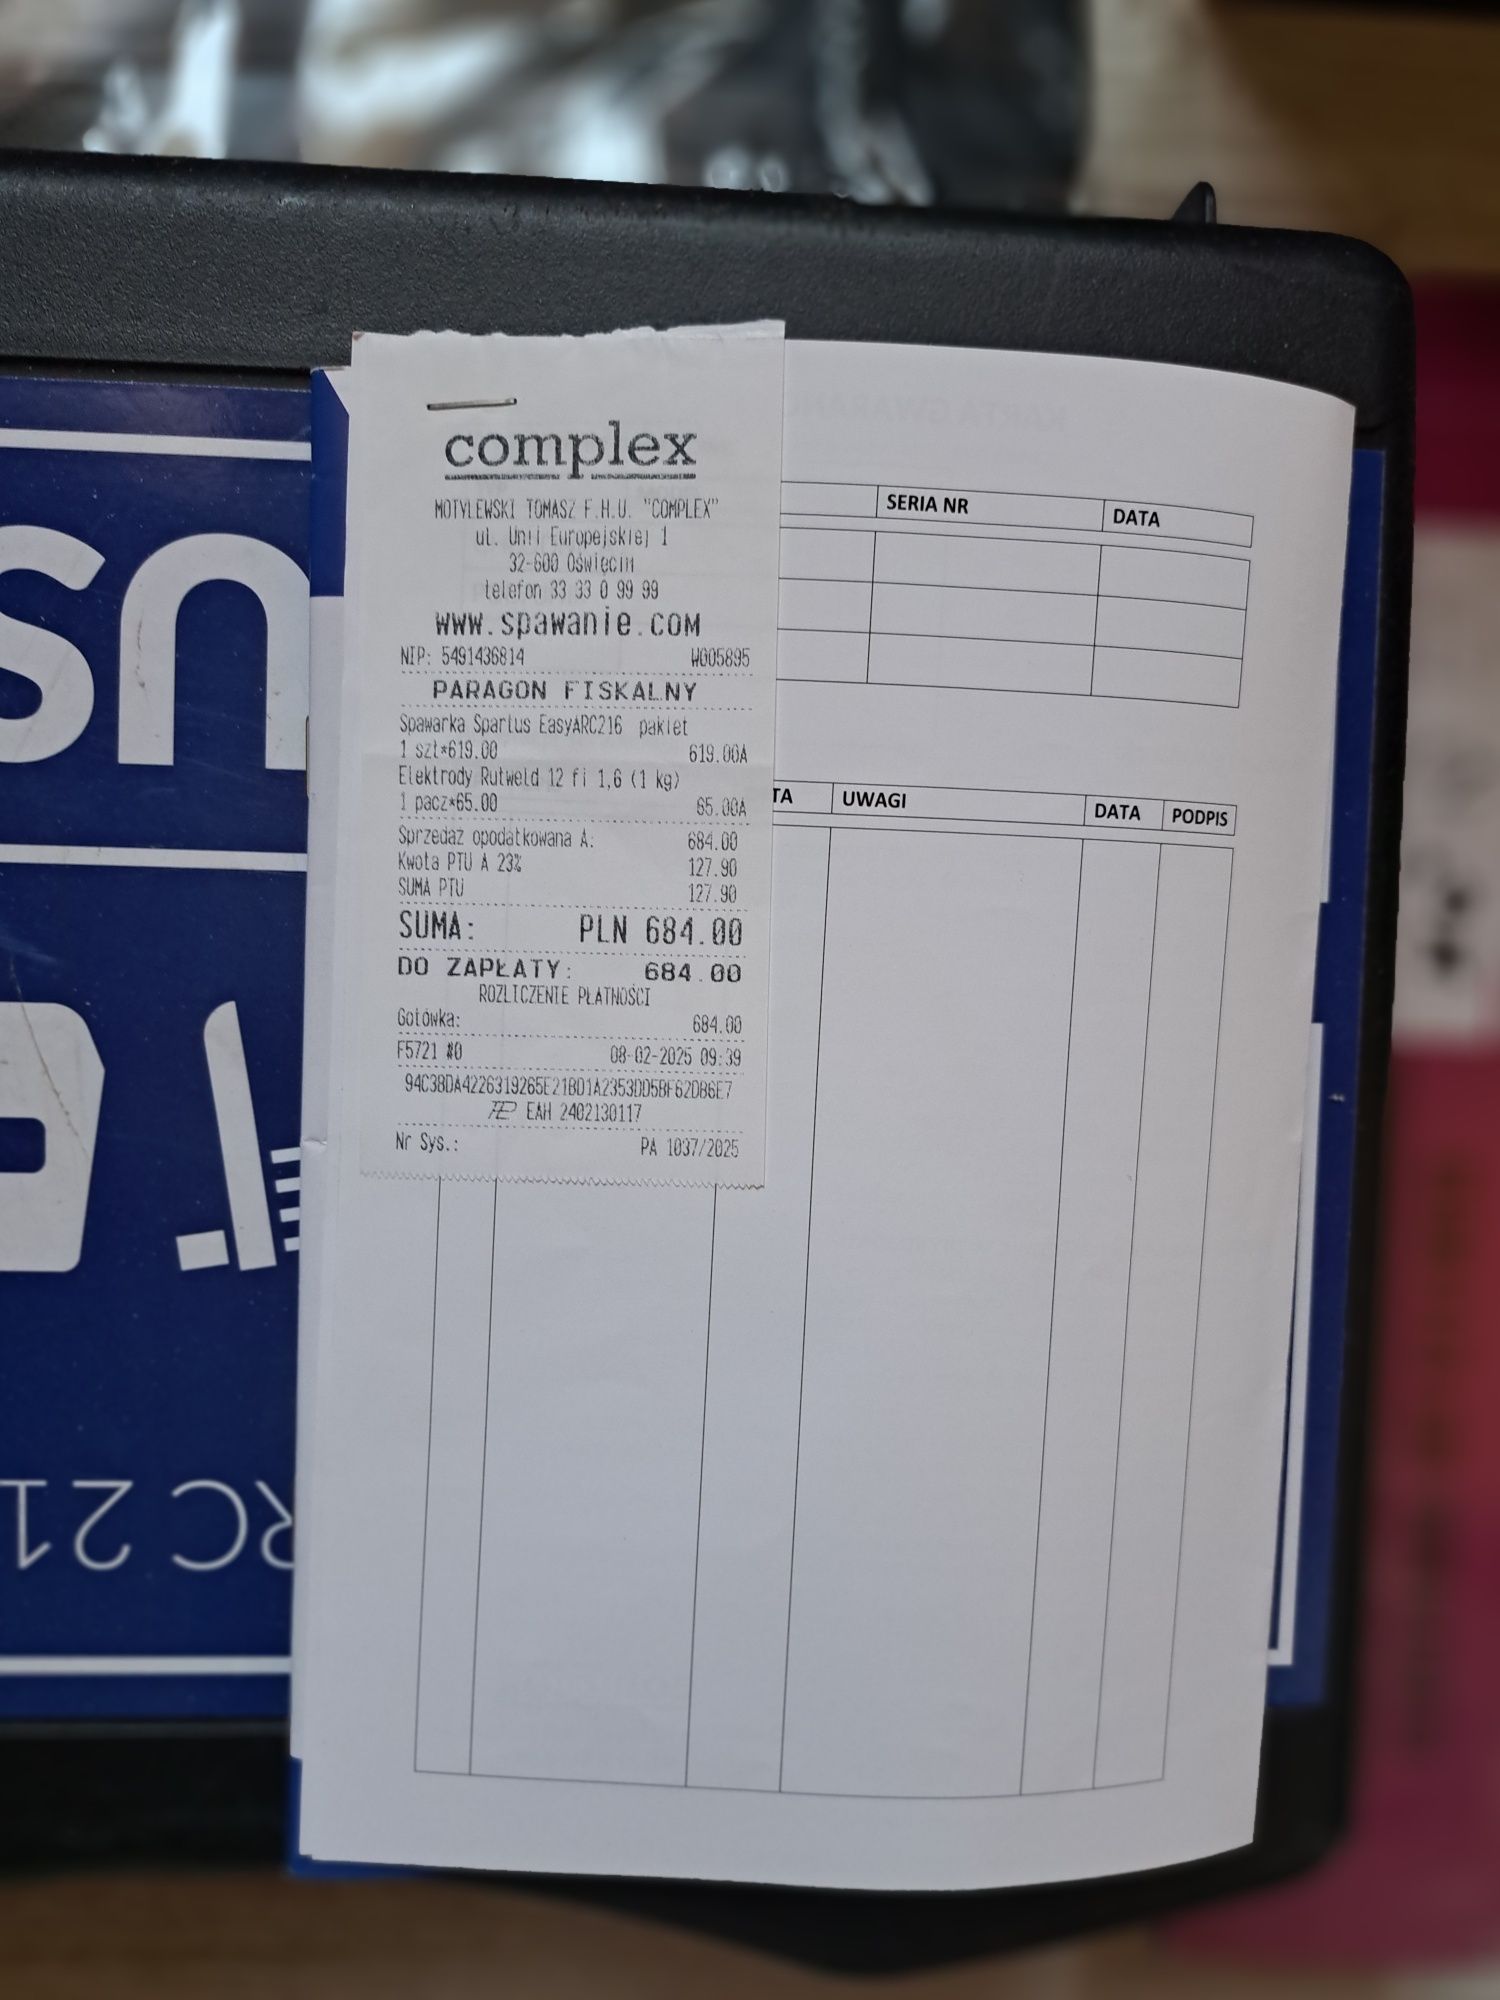 complex
MOTYLEWSKI TOMASZ F.H.U. "COMPLEX"
ul. Unii Europejskiej 1
32-600 Oświęcim
telefon 33 33 0 99 99
www.spawanie.com
NIP: 5491436814 W005895
PARAGON FISKALNY
Spawarka Spartus EasyARC216 pakiet
1 szt*619.00 619.00A
Elektrody Rutweld 12 fi 1,6 (1 kg)
1 pacz*65.00 65.00A
Sprzedaż opodatkowana A: 684.00
Kwota PTU A 23% 127.90
SUMA PTU 127.90
SUMA: PLN 684.00
DO ZAPŁATY: 684.00
ROZLICZENIE PŁATNOŚCI
Gotówka: 684.00
F5721 #0 08-02-2025 09:39
94C38DA4226319265E21BD1A2353DD5BF62DB6E7
EAH 2402130117
Nr Sys.: PA 1037/2025
SERIA NR DATA
TA UWAGI DATA PODPIS
us
RC 21